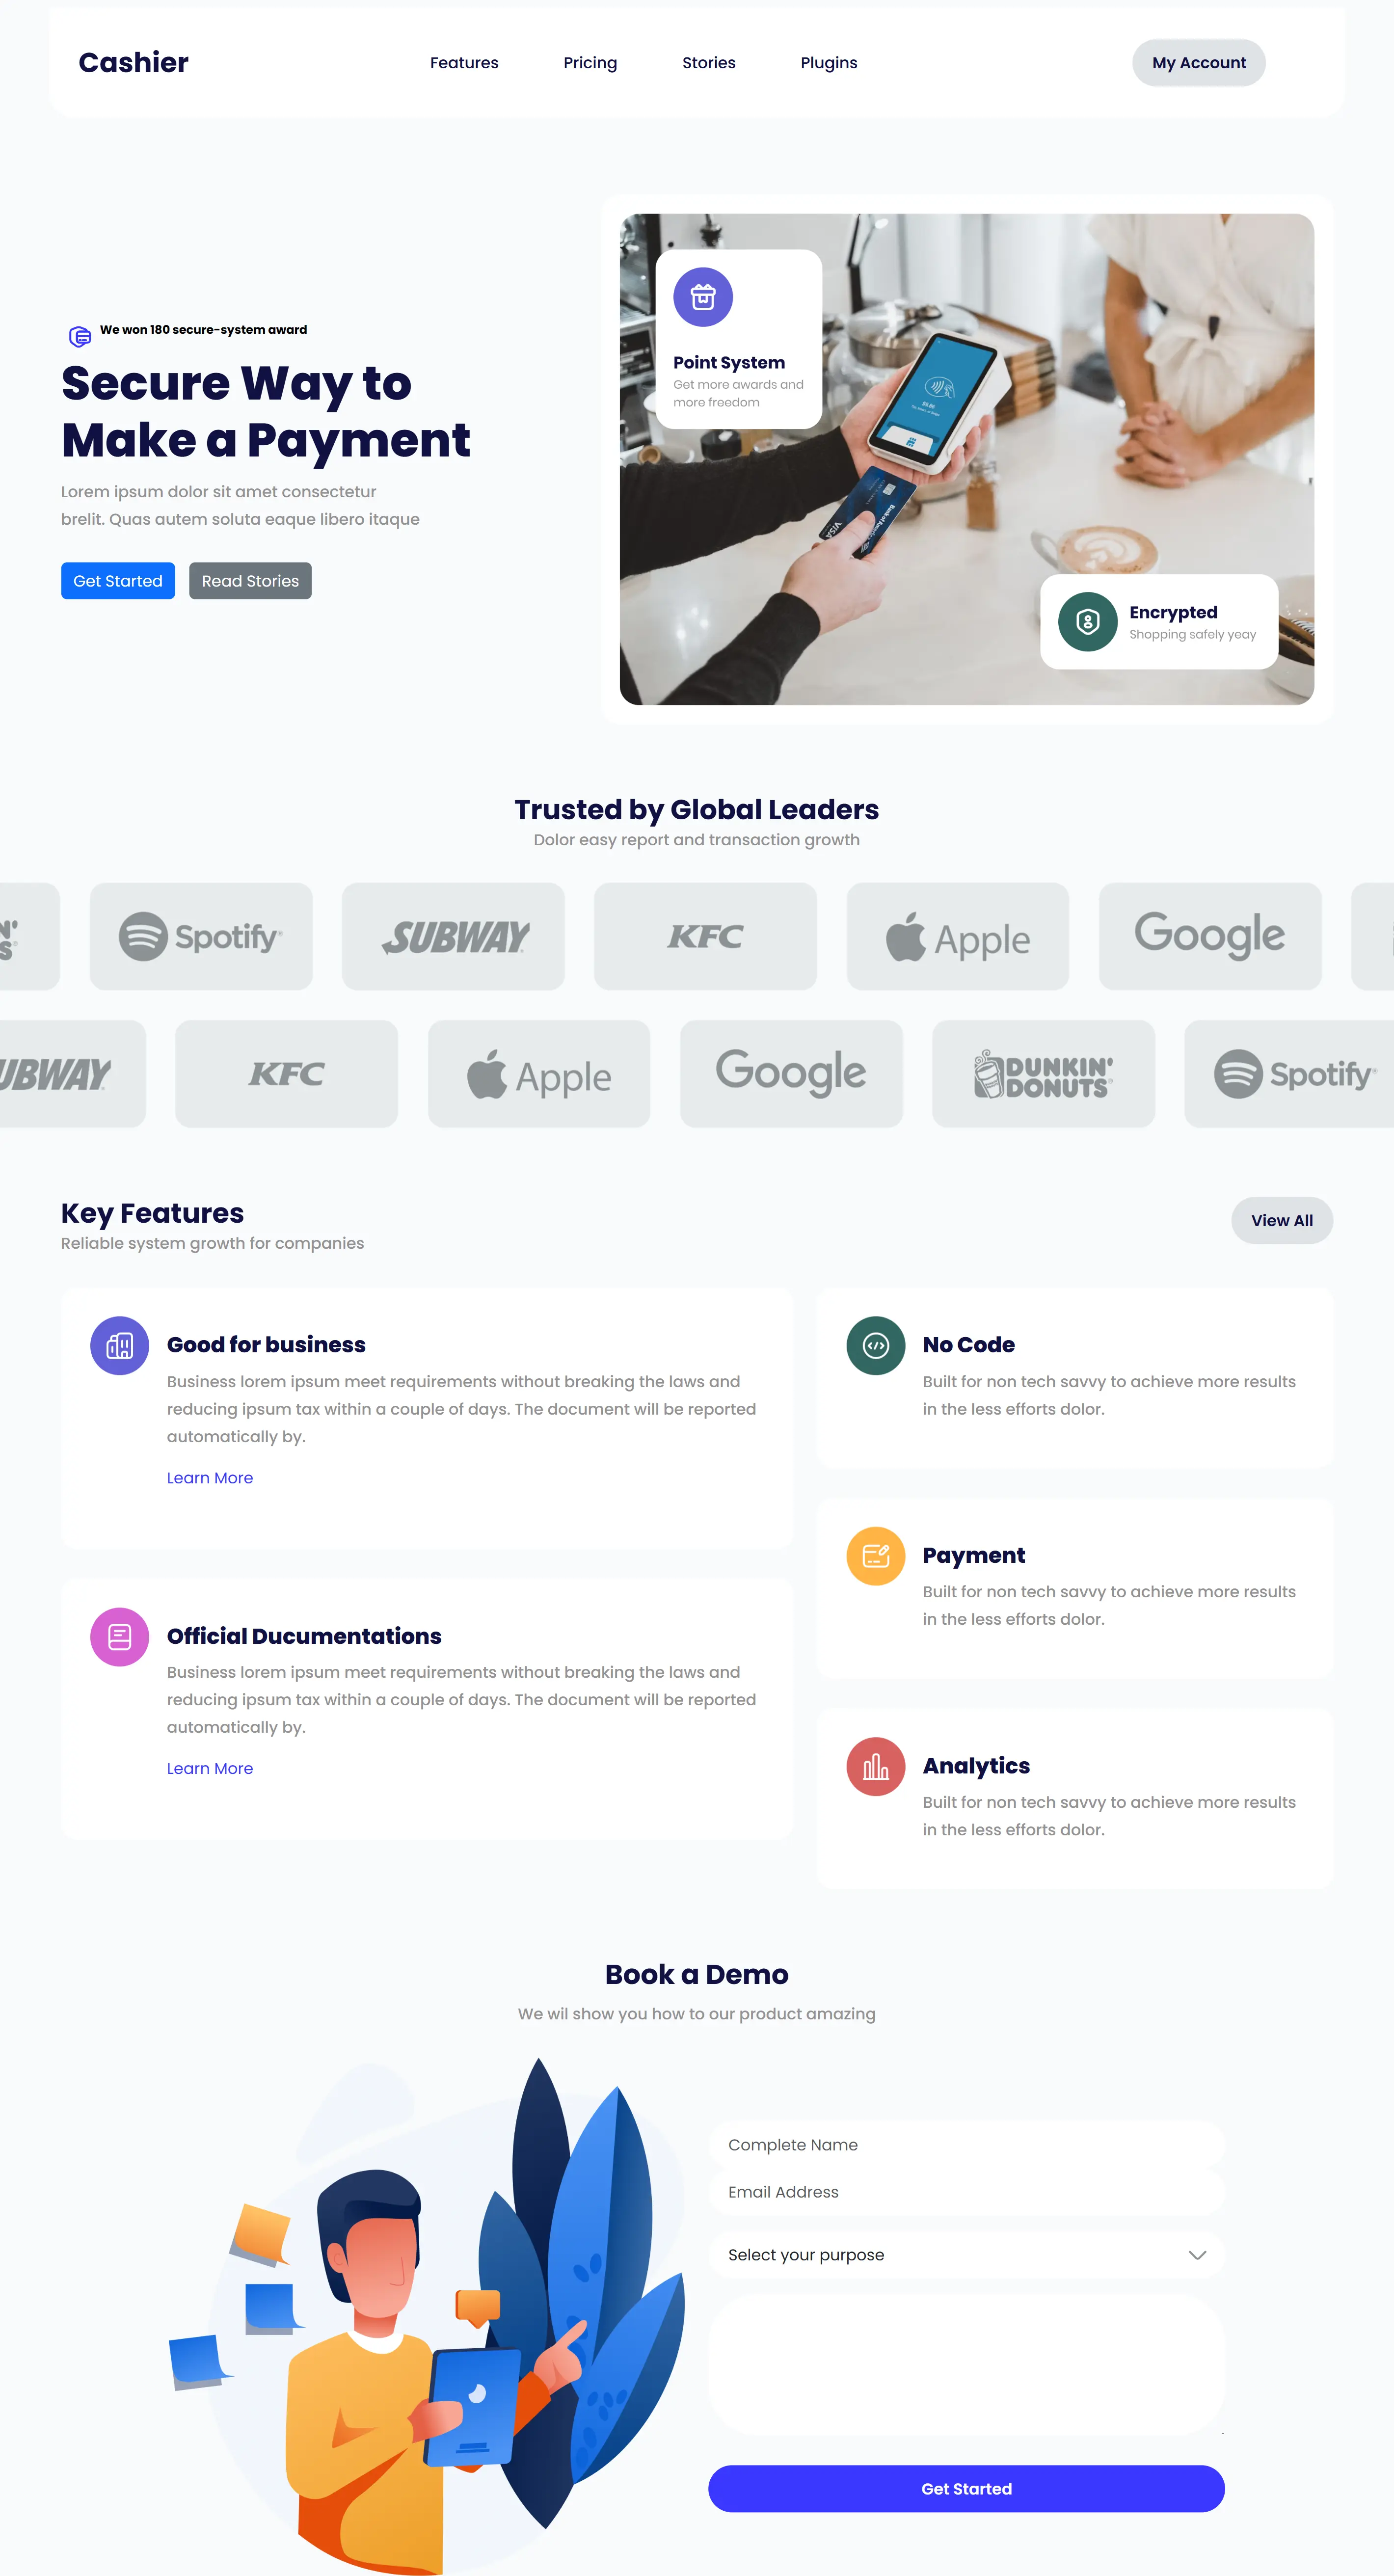 Cashier
Features
Pricing
Stories
Plugins
My Account
We won 180 secure-system award
Secure Way to
Make a Payment
Lorem ipsum dolor sit amet consectetur
brelit. Quas autem soluta eaque libero itaque
Get Started
Read Stories
Point System
Get more awards and
more freedom
VISA
Bank of America
Encrypted
Shopping safely yeay
Trusted by Global Leaders
Dolor easy report and transaction growth
Spotify
SUBWAY
KFC
Apple
Google
UBWAY
KFC
Apple
Google
DUNKIN'
DONUTS
Spotify
Key Features
Reliable system growth for companies
View All
Good for business
Business lorem ipsum meet requirements without breaking the laws and
reducing ipsum tax within a couple of days. The document will be reported
automatically by.
Learn More
No Code
Built for non tech savvy to achieve more results
in the less efforts dolor.
Payment
Built for non tech savvy to achieve more results
in the less efforts dolor.
Official Ducumentations
Business lorem ipsum meet requirements without breaking the laws and
reducing ipsum tax within a couple of days. The document will be reported
automatically by.
Learn More
Analytics
Built for non tech savvy to achieve more results
in the less efforts dolor.
Book a Demo
We wil show you how to our product amazing
Complete Name
Email Address
Select your purpose
Get Started